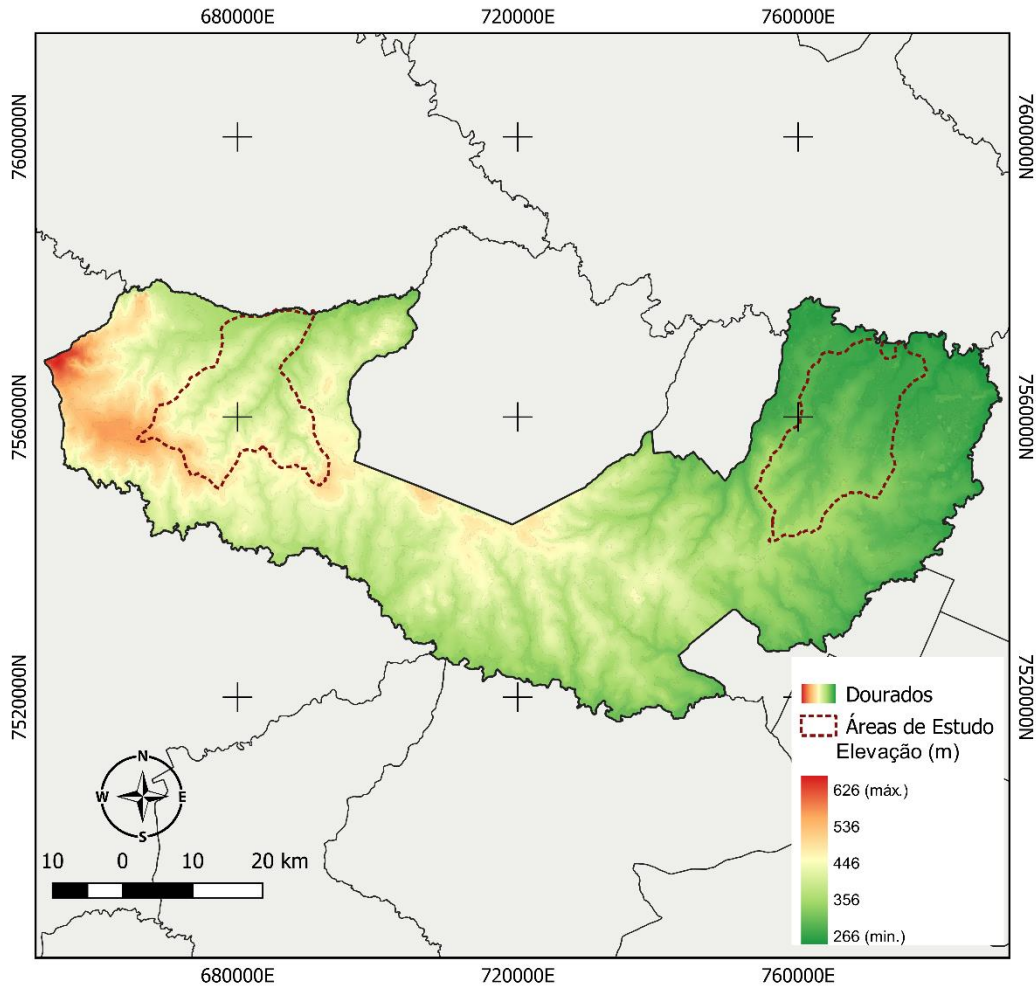 680000E 720000E 760000E
7600000N 7600000N
7560000N 7560000N
7520000N 7520000N
Dourados
Áreas de Estudo
Elevação (m)
626 (máx.)
536
446
356
266 (min.)
N
W E
S
10 0 10 20 km
680000E 720000E 760000E